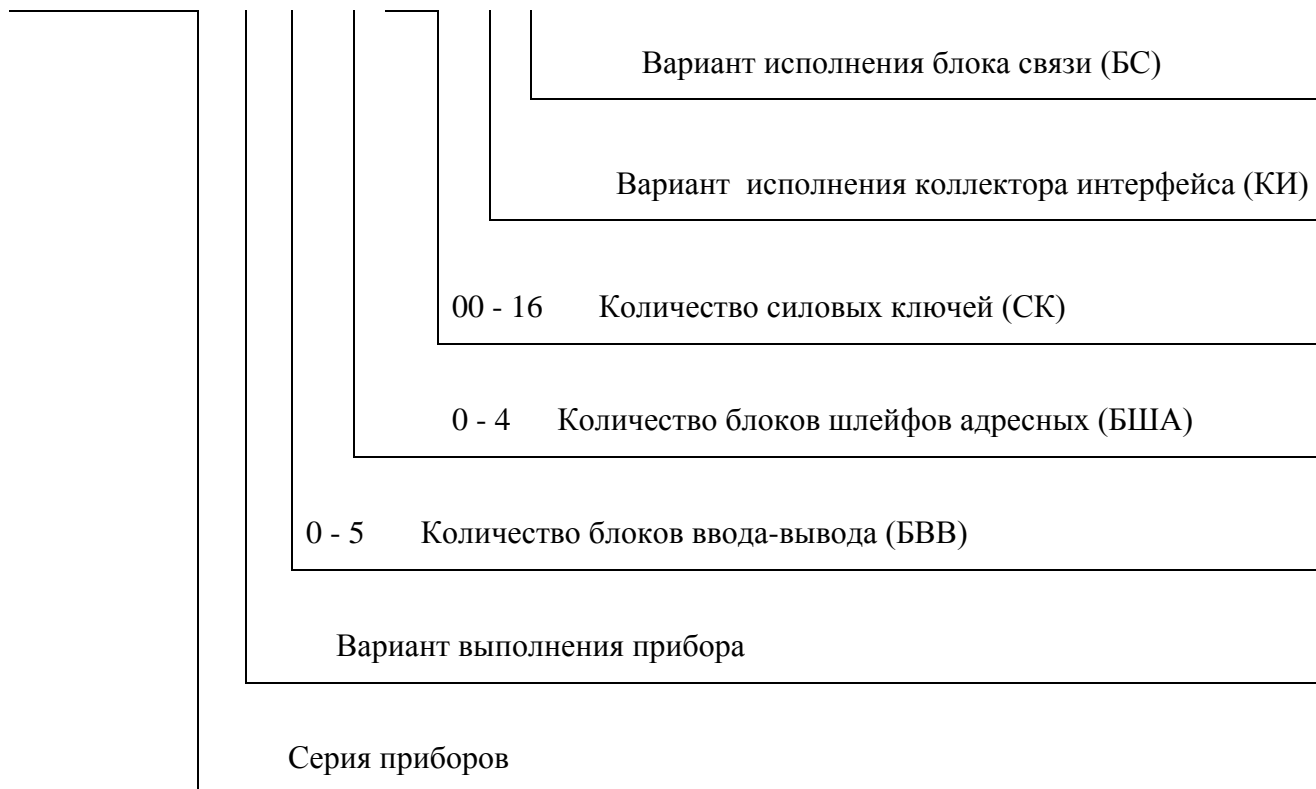 Вариант исполнения блока связи (БС)
Вариант исполнения коллектора интерфейса (КИ)
00 - 16 Количество силовых ключей (СК)
0 - 4 Количество блоков шлейфов адресных (БША)
0 - 5 Количество блоков ввода-вывода (БВВ)
Вариант выполнения прибора
Серия приборов